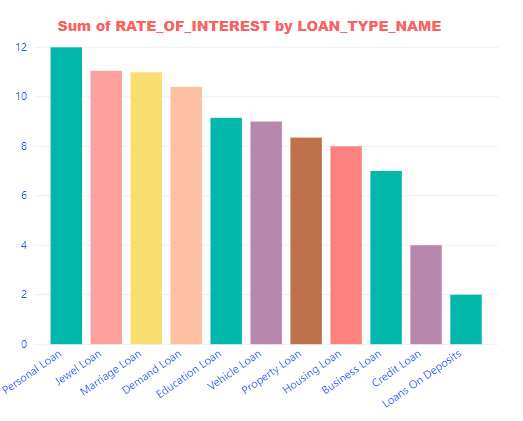 Sum of RATE_OF_INTEREST by LOAN_TYPE_NAME
12
10
8
6
4
2
0
Personal Loan
Jewel Loan
Marriage Loan
Demand Loan
Education Loan
Vehicle Loan
Property Loan
Housing Loan
Business Loan
Credit Loan
Loans On Deposits